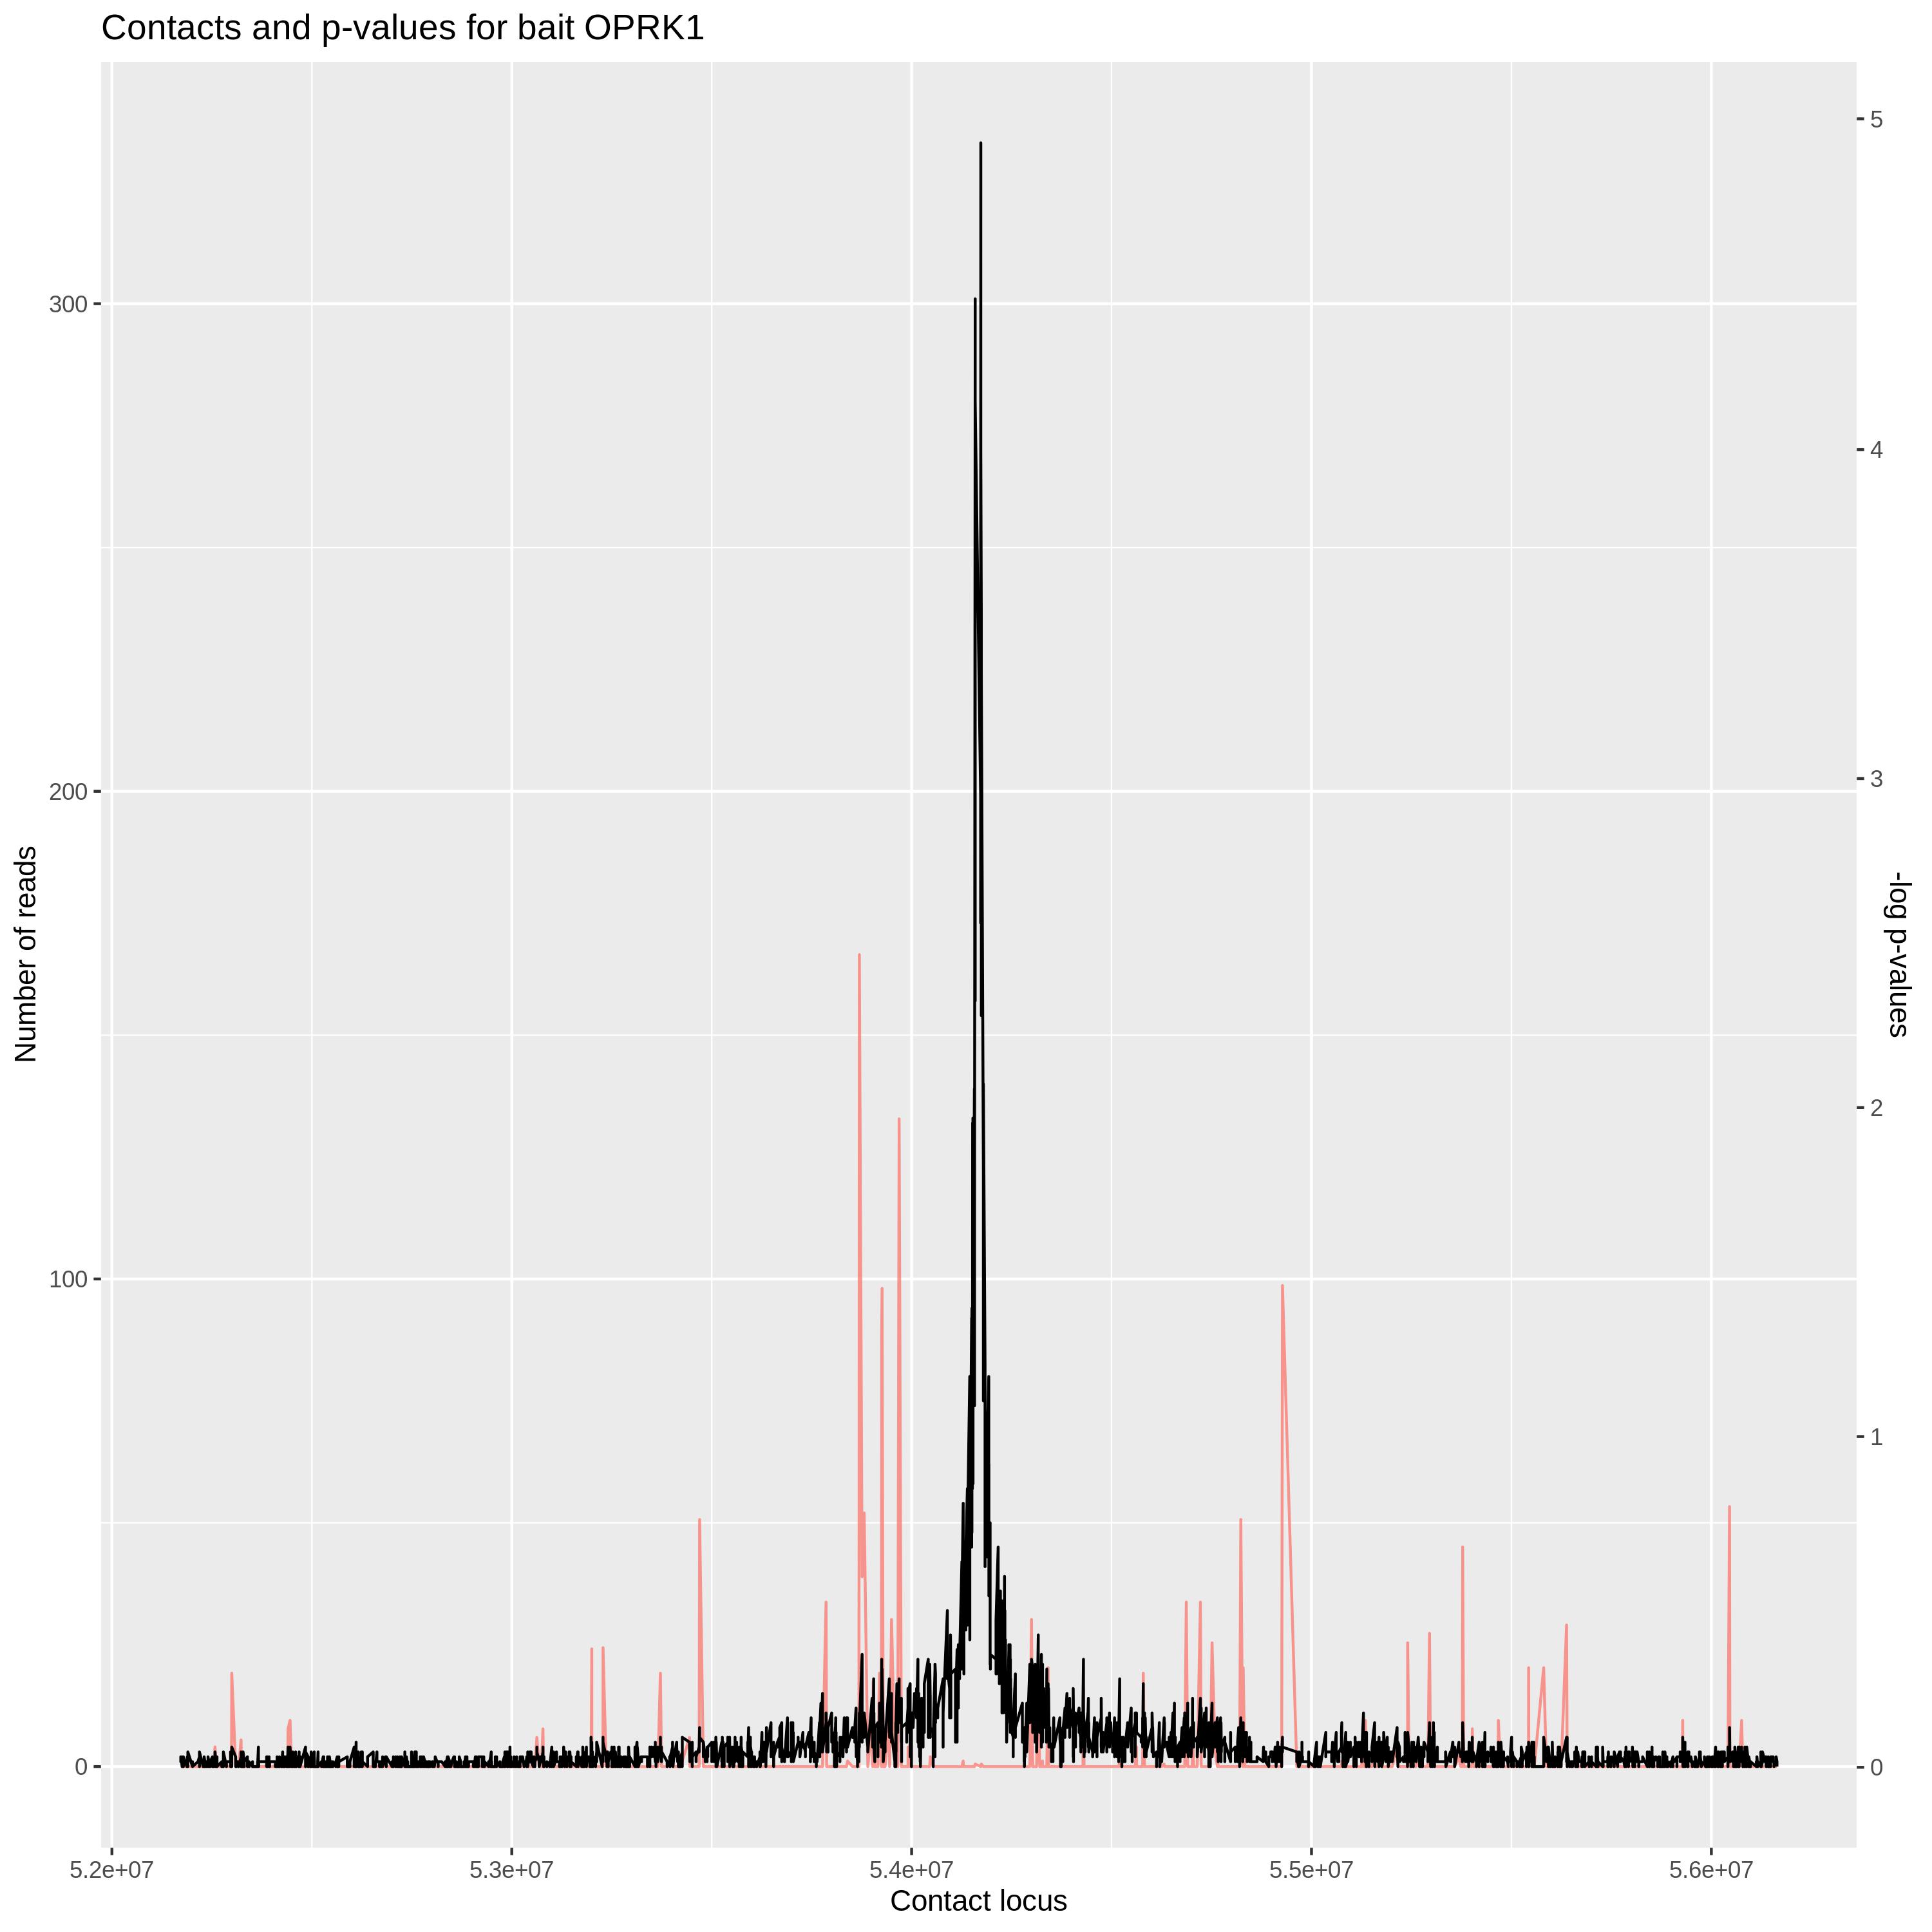 Contacts and p-values for bait OPRK1
Number of reads
300
200
100
0
5
4
3
2
1
0
-log p-values
5.2e+07
5.3e+07
5.4e+07
5.5e+07
5.6e+07
Contact locus